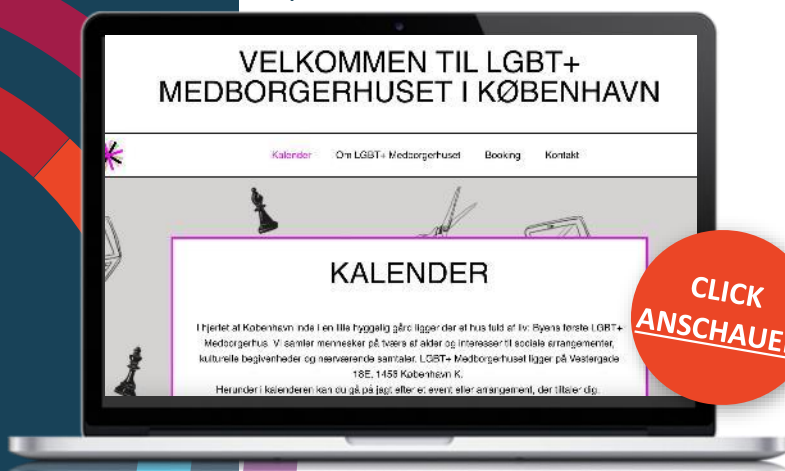 VELKOMMEN TIL LGBT+
MEDBORGERHUSET I KØBENHAVN
Kalender Om LGBT+ Medborgerhuset Booking Kontakt
KALENDER
I hjertet af København inde i en lille hyggelig gård ligger der et hus fuld af liv: Byens første LGBT+
Medborgerhus. Vi samler mennesker på tværs af alder og interesser til sociale arrangementer,
kulturelle begivenheder og nærværende samtaler. LGBT+ Medborgerhuset ligger på Vestergade
18E, 1456 København K.
Herunder i kalenderen kan du gå på jagt efter et event eller arrangement, der tiltaler dig.
CLICK
ANSCHAUE